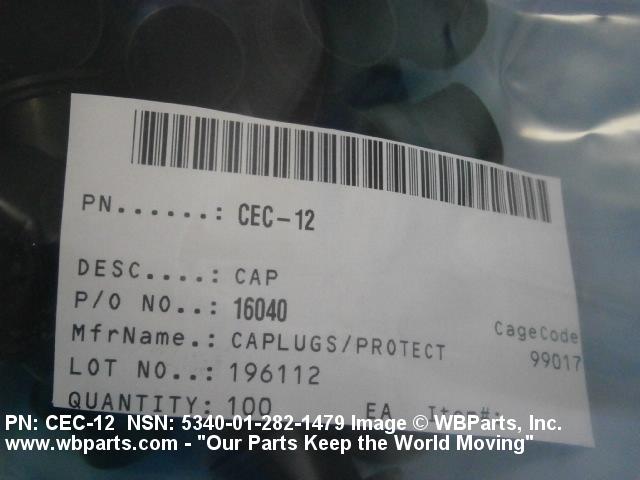 PN......: CEC-12
DESC....: CAP
P/O NO..: 16040
CageCode
MfrName.: CAPLUGS/PROTECT
99017
LOT NO..: 196112
QUANTITY: 100 EA Item#:
PN: CEC-12 NSN: 5340-01-282-1479 Image © WBParts, Inc.
www.wbparts.com - "Our Parts Keep the World Moving"